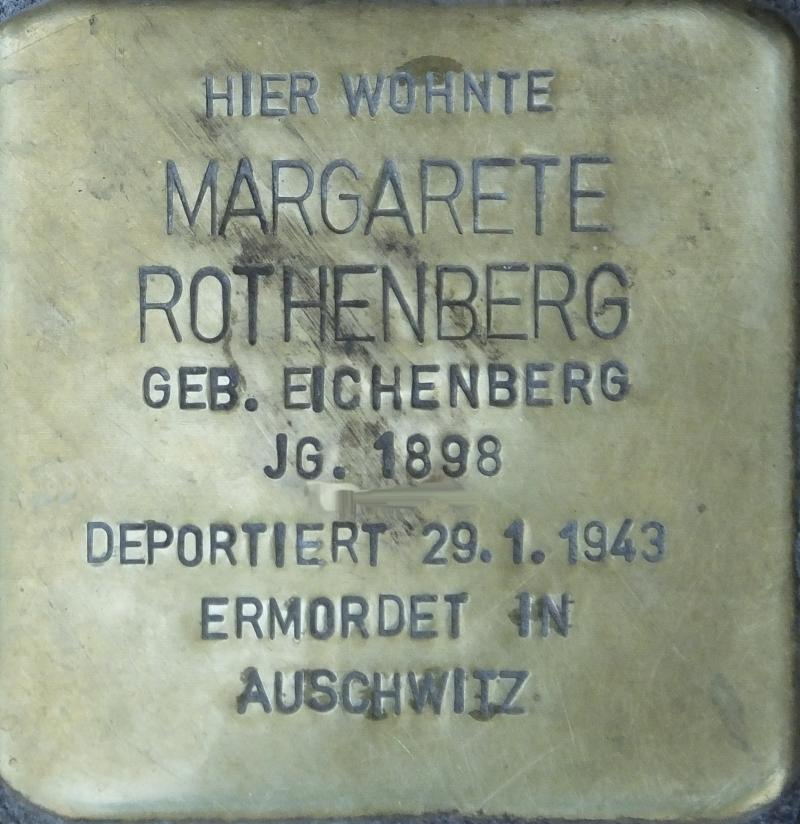 HIER WOHNTE
MARGARETE
ROTHENBERG
GEB. EICHENBERG
JG. 1898
DEPORTIERT 29.1.1943
ERMORDET IN
AUSCHWITZ